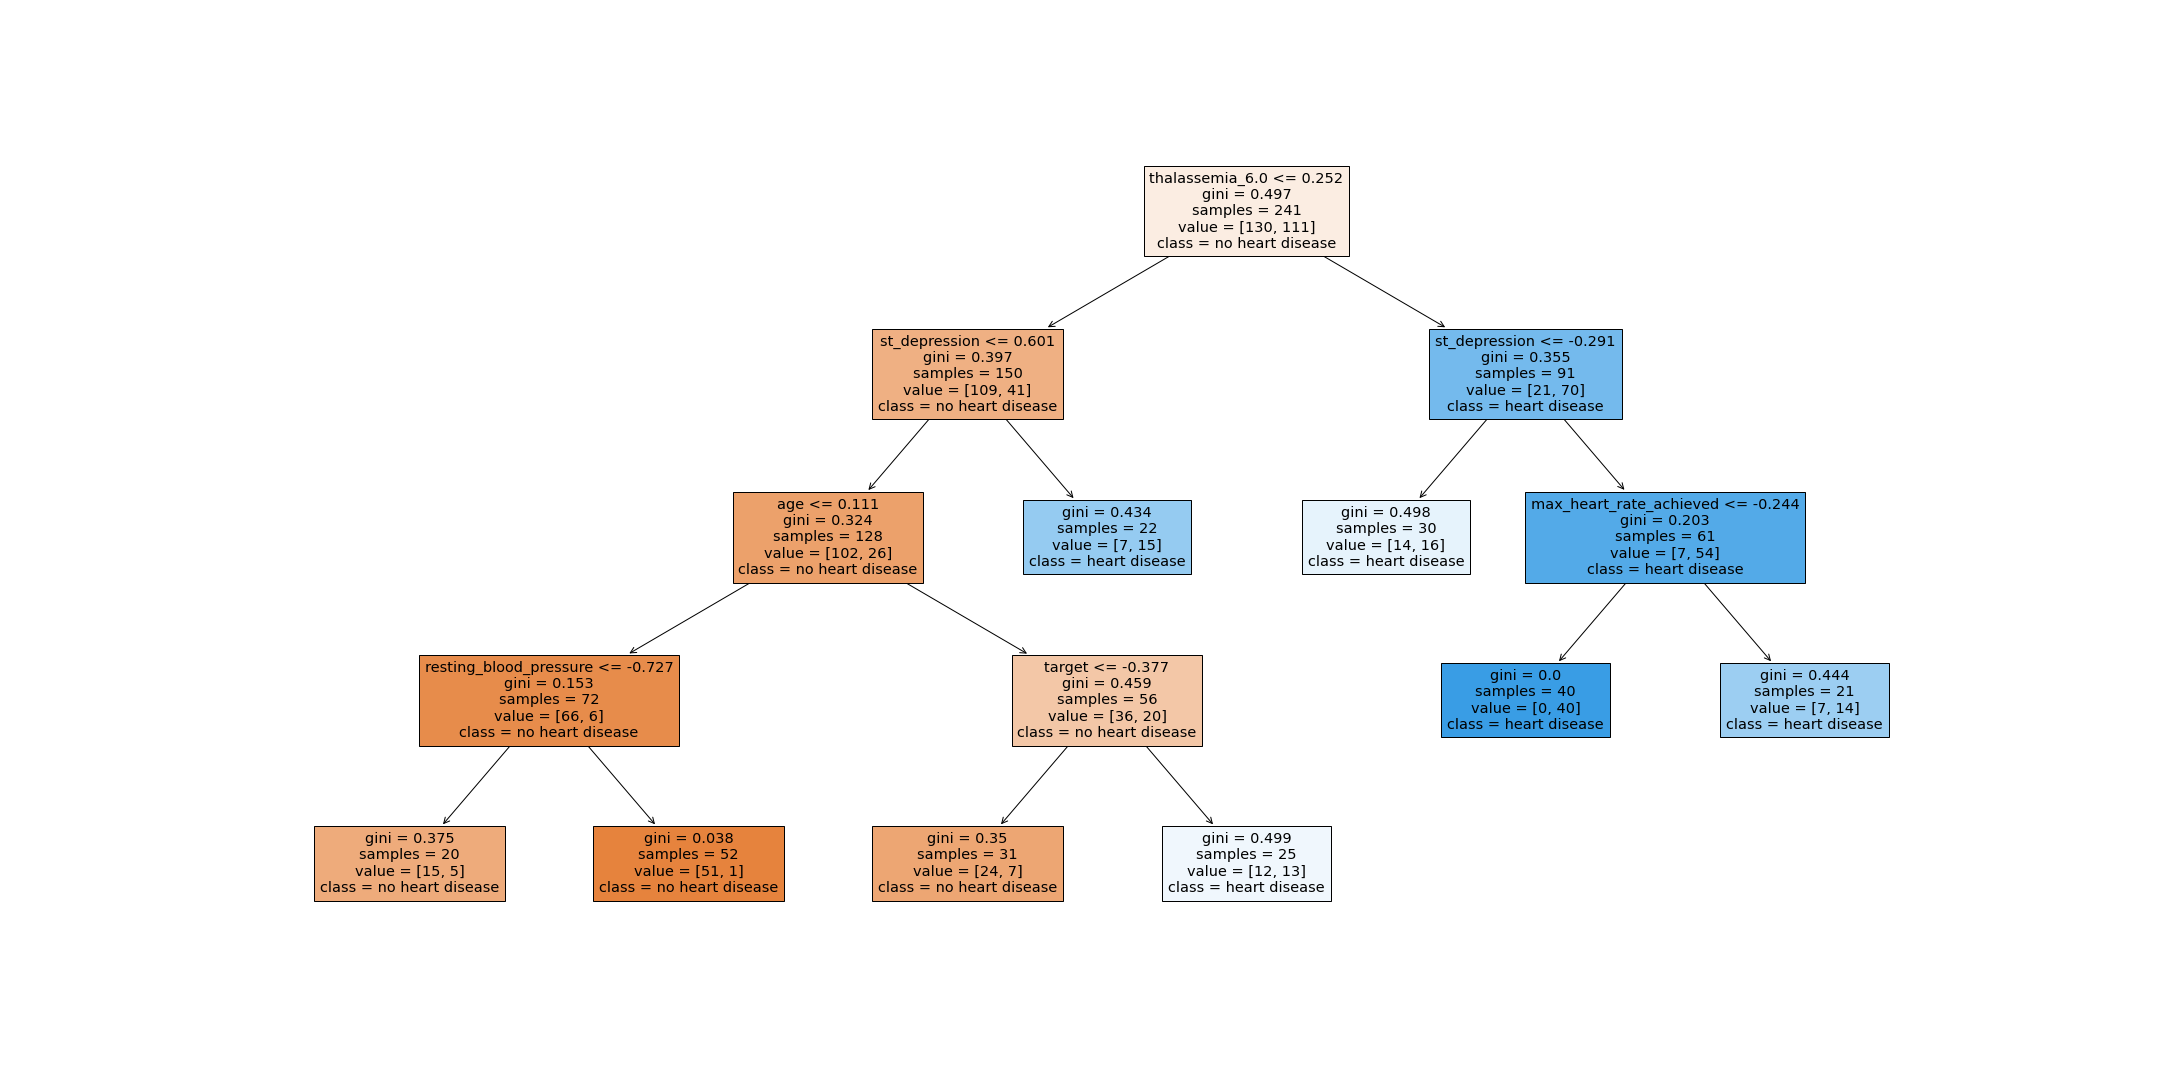 thalassemia_6.0 <= 0.252
gini = 0.497
samples = 241
value = [130, 111]
class = no heart disease
st_depression <= 0.601
gini = 0.397
samples = 150
value = [109, 41]
class = no heart disease
st_depression <= -0.291
gini = 0.355
samples = 91
value = [21, 70]
class = heart disease
age <= 0.111
gini = 0.324
samples = 128
value = [102, 26]
class = no heart disease
gini = 0.434
samples = 22
value = [7, 15]
class = heart disease
gini = 0.498
samples = 30
value = [14, 16]
class = heart disease
max_heart_rate_achieved <= -0.244
gini = 0.203
samples = 61
value = [7, 54]
class = heart disease
resting_blood_pressure <= -0.727
gini = 0.153
samples = 72
value = [66, 6]
class = no heart disease
target <= -0.377
gini = 0.459
samples = 56
value = [36, 20]
class = no heart disease
gini = 0.0
samples = 40
value = [0, 40]
class = heart disease
gini = 0.444
samples = 21
value = [7, 14]
class = heart disease
gini = 0.375
samples = 20
value = [15, 5]
class = no heart disease
gini = 0.038
samples = 52
value = [51, 1]
class = no heart disease
gini = 0.35
samples = 31
value = [24, 7]
class = no heart disease
gini = 0.499
samples = 25
value = [12, 13]
class = heart disease